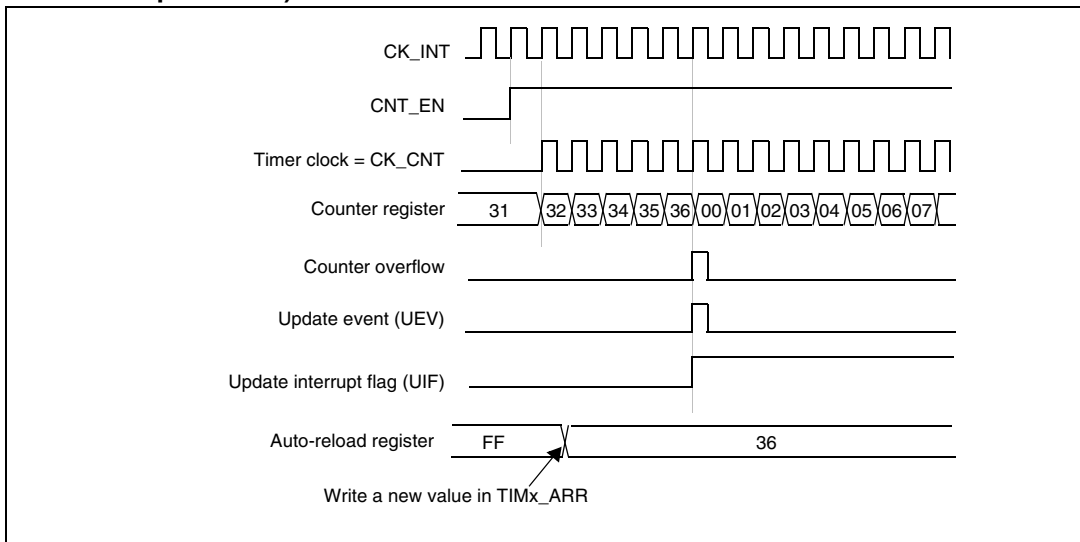 CK_INT
CNT_EN
Timer clock = CK_CNT
Counter register 31 32 33 34 35 36 00 01 02 03 04 05 06 07
Counter overflow
Update event (UEV)
Update interrupt flag (UIF)
Auto-reload register FF 36
Write a new value in TIMx_ARR